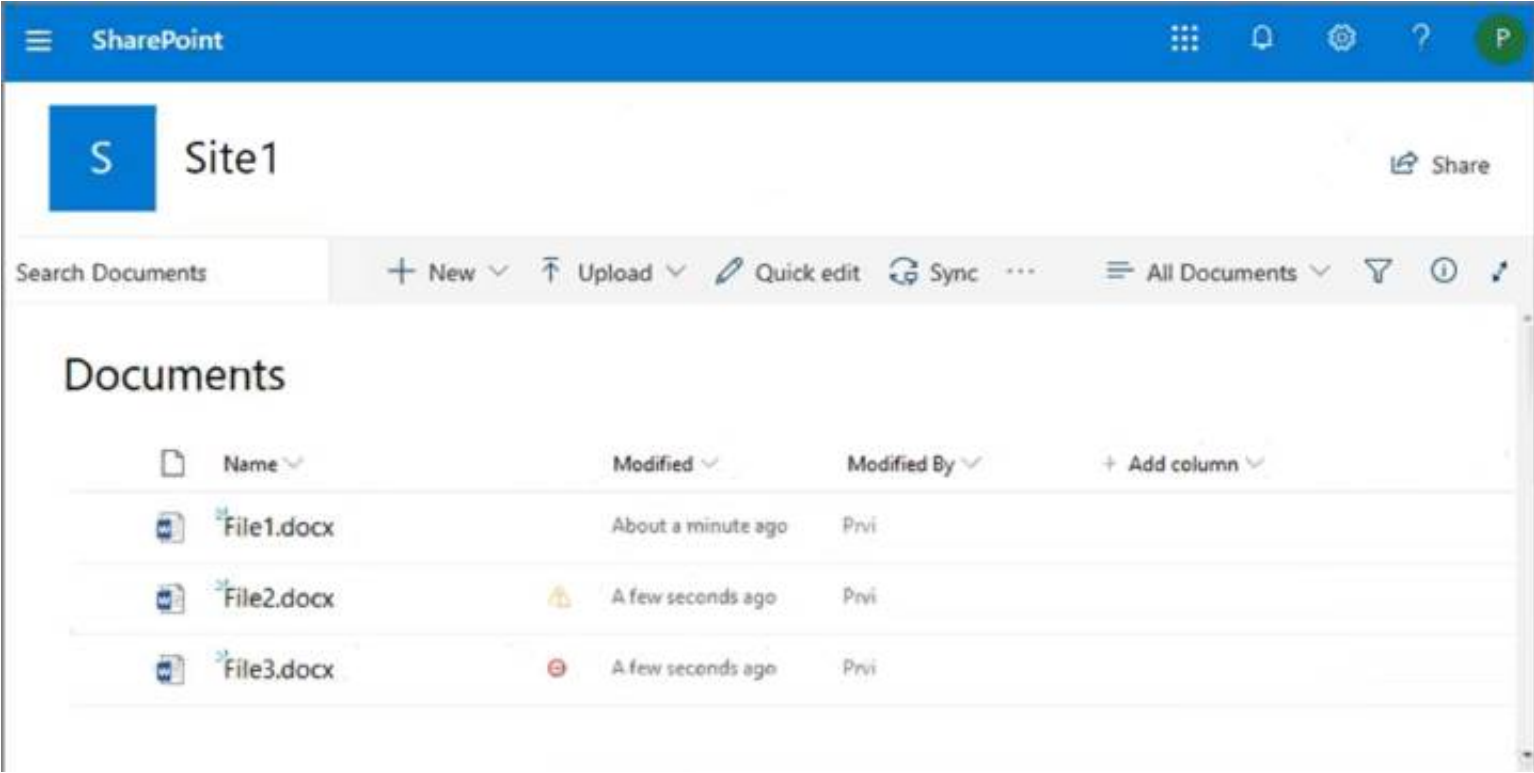 SharePoint ? P
S Site1 Share
Search Documents + New Upload Quick edit Sync ... All Documents
Documents
Name Modified Modified By + Add column
File1.docx About a minute ago Prvi
File2.docx A few seconds ago Prvi
File3.docx A few seconds ago Prvi